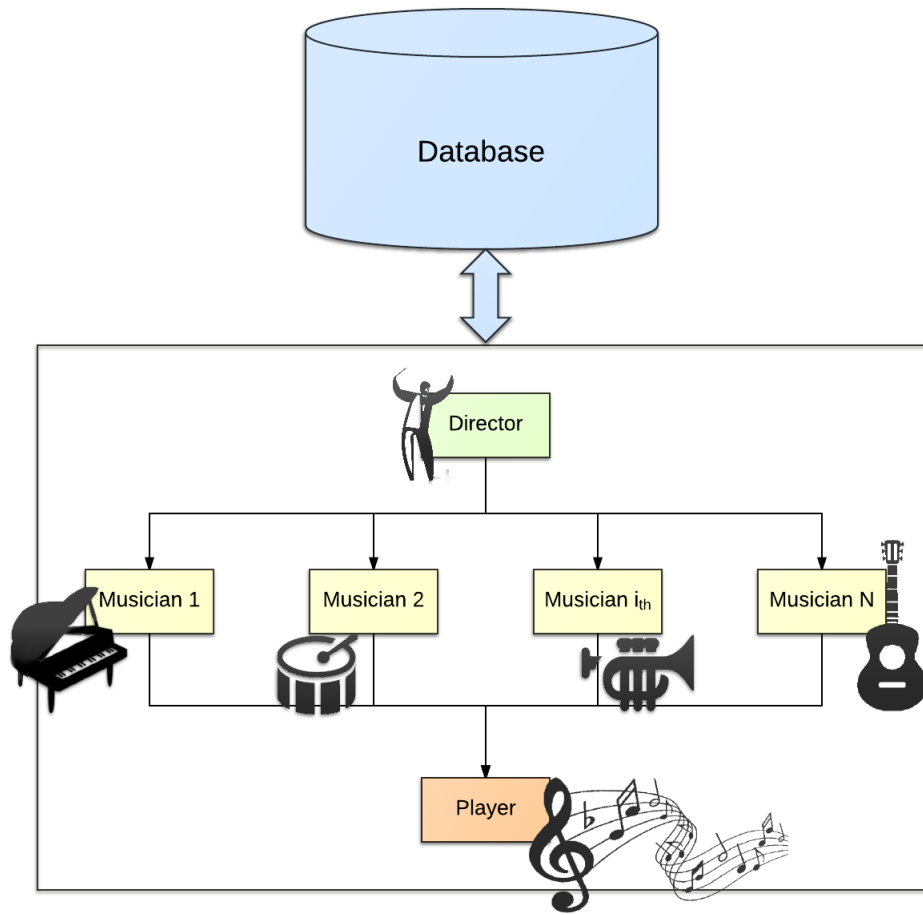 Database
Director
Musician 1
Musician 2
Musician ith
Musician N
Player